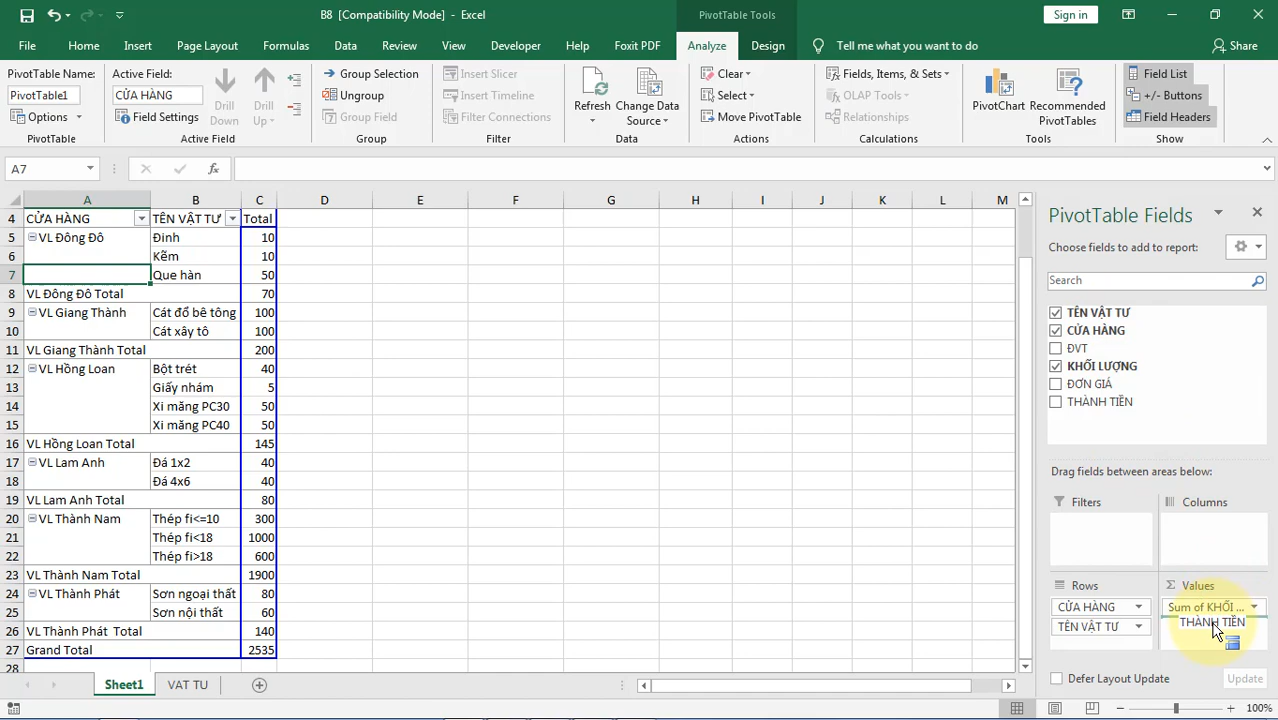 B8 [Compatibility Mode] - Excel
PivotTable Tools
Sign in
File Home Insert Page Layout Formulas Data Review View Developer Help Foxit PDF Analyze Design Tell me what you want to do Share
PivotTable Name:
PivotTable1
Options
PivotTable
Active Field:
CỬA HÀNG
Field Settings
Drill Down
Drill Up
Active Field
Group Selection
Ungroup
Group Field
Group
Insert Slicer
Insert Timeline
Filter Connections
Filter
Refresh
Change Data Source
Data
Clear
Select
Move PivotTable
Actions
Fields, Items, & Sets
OLAP Tools
Relationships
Calculations
PivotChart
Recommended PivotTables
Tools
Field List
+/- Buttons
Field Headers
Show
A7 fx
A B C D E F G H I J K L M
4 CỬA HÀNG TÊN VẬT TƯ Total
5 VL Đông Đô Đinh 10
6 Kẽm 10
7 Que hàn 50
8 VL Đông Đô Total 70
9 VL Giang Thành Cát đổ bê tông 100
10 Cát xây tô 100
11 VL Giang Thành Total 200
12 VL Hồng Loan Bột trét 40
13 Giấy nhám 5
14 Xi măng PC30 50
15 Xi măng PC40 50
16 VL Hồng Loan Total 145
17 VL Lam Anh Đá 1x2 40
18 Đá 4x6 40
19 VL Lam Anh Total 80
20 VL Thành Nam Thép fi<=10 300
21 Thép fi<18 1000
22 Thép fi>18 600
23 VL Thành Nam Total 1900
24 VL Thành Phát Sơn ngoại thất 80
25 Sơn nội thất 60
26 VL Thành Phát Total 140
27 Grand Total 2535
28
Sheet1 VAT TU
PivotTable Fields
Choose fields to add to report:
Search
TÊN VẬT TƯ
CỬA HÀNG
ĐVT
KHỐI LƯỢNG
ĐƠN GIÁ
THÀNH TIỀN
Drag fields between areas below:
Filters
Columns
Rows
CỬA HÀNG
TÊN VẬT TƯ
Σ Values
Sum of KHỐI ...
THÀNH TIỀN
Defer Layout Update
Update
100%